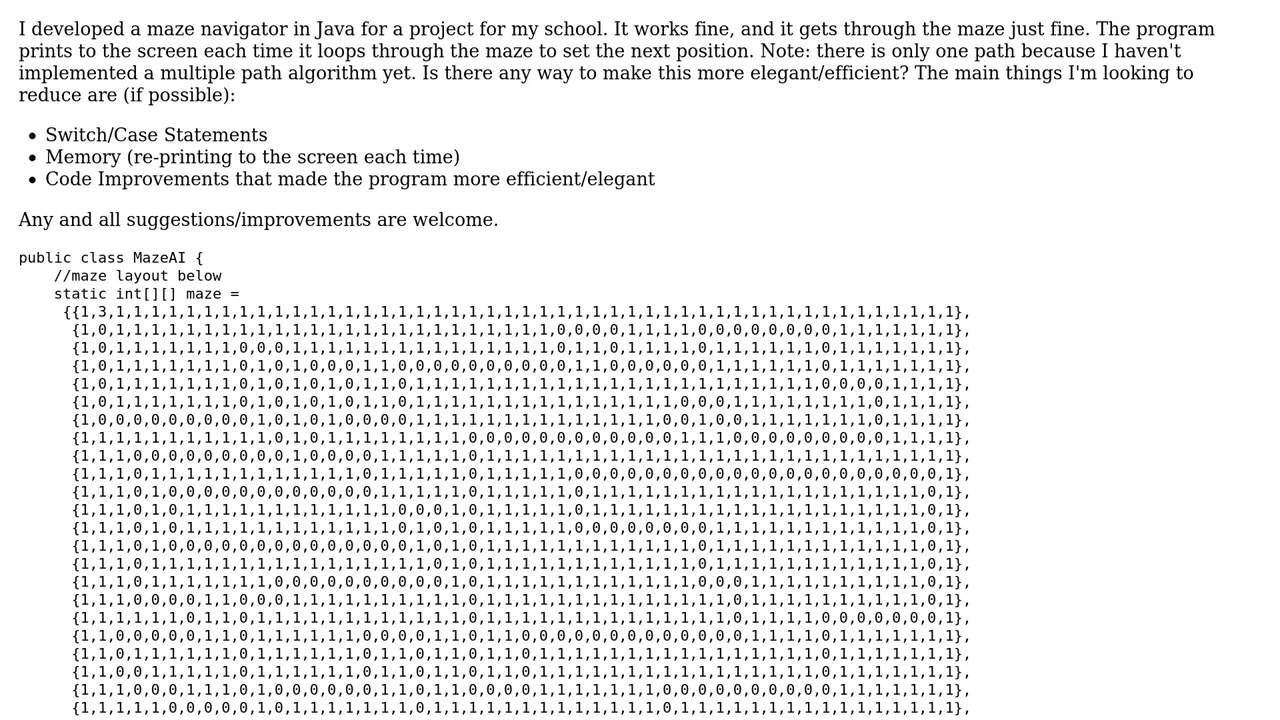 I developed a maze navigator in Java for a project for my school. It works fine, and it gets through the maze just fine. The program
prints to the screen each time it loops through the maze to set the next position. Note: there is only one path because I haven't
implemented a multiple path algorithm yet. Is there any way to make this more elegant/efficient? The main things I'm looking to
reduce are (if possible):
• Switch/Case Statements
• Memory (re-printing to the screen each time)
• Code Improvements that made the program more efficient/elegant
Any and all suggestions/improvements are welcome.
public class MazeAI {
//maze layout below
static int[][] maze =
{{1,3,1,1,1,1,1,1,1,1,1,1,1,1,1,1,1,1,1,1,1,1,1,1,1,1,1,1,1,1,1,1,1,1,1,1,1,1,1,1,1,1,1,1,1,1,1,1,1,1},
{1,0,1,1,1,1,1,1,1,1,1,1,1,1,1,1,1,1,1,1,1,1,1,1,1,1,1,0,0,0,0,1,1,1,1,0,0,0,0,0,0,0,0,1,1,1,1,1,1,1},
{1,0,1,1,1,1,1,1,1,0,0,0,1,1,1,1,1,1,1,1,1,1,1,1,1,1,1,0,1,1,0,1,1,1,1,0,1,1,1,1,1,1,0,1,1,1,1,1,1,1},
{1,0,1,1,1,1,1,1,1,0,1,0,1,0,0,0,1,1,0,0,0,0,0,0,0,0,0,0,1,1,0,0,0,0,0,0,1,1,1,1,1,1,0,1,1,1,1,1,1,1},
{1,0,1,1,1,1,1,1,1,0,1,0,1,0,1,0,1,1,0,1,1,1,1,1,1,1,1,1,1,1,1,1,1,1,1,1,1,1,1,1,1,1,0,0,0,0,1,1,1,1},
{1,0,1,1,1,1,1,1,1,0,1,0,1,0,1,0,1,1,0,1,1,1,1,1,1,1,1,1,1,1,1,1,1,1,0,0,0,1,1,1,1,1,1,1,1,0,1,1,1,1},
{1,0,0,0,0,0,0,0,0,0,1,0,1,0,1,0,0,0,0,1,1,1,1,1,1,1,1,1,1,1,1,1,1,0,0,1,0,0,1,1,1,1,1,1,1,0,1,1,1,1},
{1,1,1,1,1,1,1,1,1,1,1,0,1,0,1,1,1,1,1,1,1,1,0,0,0,0,0,0,0,0,0,0,0,0,1,1,1,0,0,0,0,0,0,0,0,0,1,1,1,1},
{1,1,1,0,0,0,0,0,0,0,0,0,1,0,0,0,0,1,1,1,1,1,0,1,1,1,1,1,1,1,1,1,1,1,1,1,1,1,1,1,1,1,1,1,1,1,1,1,1,1},
{1,1,1,0,1,1,1,1,1,1,1,1,1,1,1,1,0,1,1,1,1,1,0,1,1,1,1,1,0,0,0,0,0,0,0,0,0,0,0,0,0,0,0,0,0,0,0,0,0,1},
{1,1,1,0,1,0,0,0,0,0,0,0,0,0,0,0,0,1,1,1,1,1,0,1,1,1,1,1,0,1,1,1,1,1,1,1,1,1,1,1,1,1,1,1,1,1,1,1,0,1},
{1,1,1,0,1,0,1,1,1,1,1,1,1,1,1,1,1,1,0,0,0,1,0,1,1,1,1,1,0,1,1,1,1,1,1,1,1,1,1,1,1,1,1,1,1,1,1,1,0,1},
{1,1,1,0,1,0,1,1,1,1,1,1,1,1,1,1,1,1,0,1,0,1,0,1,1,1,1,1,0,0,0,0,0,0,0,0,1,1,1,1,1,1,1,1,1,1,1,1,0,1},
{1,1,1,0,1,0,0,0,0,0,0,0,0,0,0,0,0,0,0,1,0,1,0,1,1,1,1,1,1,1,1,1,1,1,1,0,1,1,1,1,1,1,1,1,1,1,1,1,0,1},
{1,1,1,0,1,1,1,1,1,1,1,1,1,1,1,1,1,1,1,1,0,1,0,1,1,1,1,1,1,1,1,1,1,1,1,0,1,1,1,1,1,1,1,1,1,1,1,1,0,1},
{1,1,1,0,1,1,1,1,1,1,1,0,0,0,0,0,0,0,0,0,0,1,0,1,1,1,1,1,1,1,1,1,1,1,1,0,0,0,1,1,1,1,1,1,1,1,1,1,0,1},
{1,1,1,0,0,0,0,1,1,0,0,0,1,1,1,1,1,1,1,1,1,1,0,1,1,1,1,1,1,1,1,1,1,1,1,1,1,0,1,1,1,1,1,1,1,1,1,1,0,1},
{1,1,1,1,1,1,0,1,1,0,1,1,1,1,1,1,1,1,1,1,1,1,0,1,1,1,1,1,1,1,1,1,1,1,1,1,1,0,1,1,1,1,0,0,0,0,0,0,0,1},
{1,1,0,0,0,0,0,1,1,0,1,1,1,1,1,1,0,0,0,0,1,1,0,1,1,0,0,0,0,0,0,0,0,0,0,0,0,0,1,1,1,1,0,1,1,1,1,1,1,1},
{1,1,0,1,1,1,1,1,1,0,1,1,1,1,1,1,0,1,1,0,1,1,0,1,1,0,1,1,1,1,1,1,1,1,1,1,1,1,1,1,1,1,0,1,1,1,1,1,1,1},
{1,1,0,0,1,1,1,1,1,0,1,1,1,1,1,1,0,1,1,0,1,1,0,1,1,0,1,1,1,1,1,1,1,1,1,1,1,1,1,1,1,1,0,1,1,1,1,1,1,1},
{1,1,1,0,0,0,1,1,1,0,1,0,0,0,0,0,0,1,1,0,1,1,0,0,0,0,1,1,1,1,1,1,1,0,0,0,0,0,0,0,0,0,0,1,1,1,1,1,1,1},
{1,1,1,1,1,0,0,0,0,0,1,0,1,1,1,1,1,1,1,0,1,1,1,1,1,1,1,1,1,1,1,1,1,0,1,1,1,1,1,1,1,1,1,1,1,1,1,1,1,1},